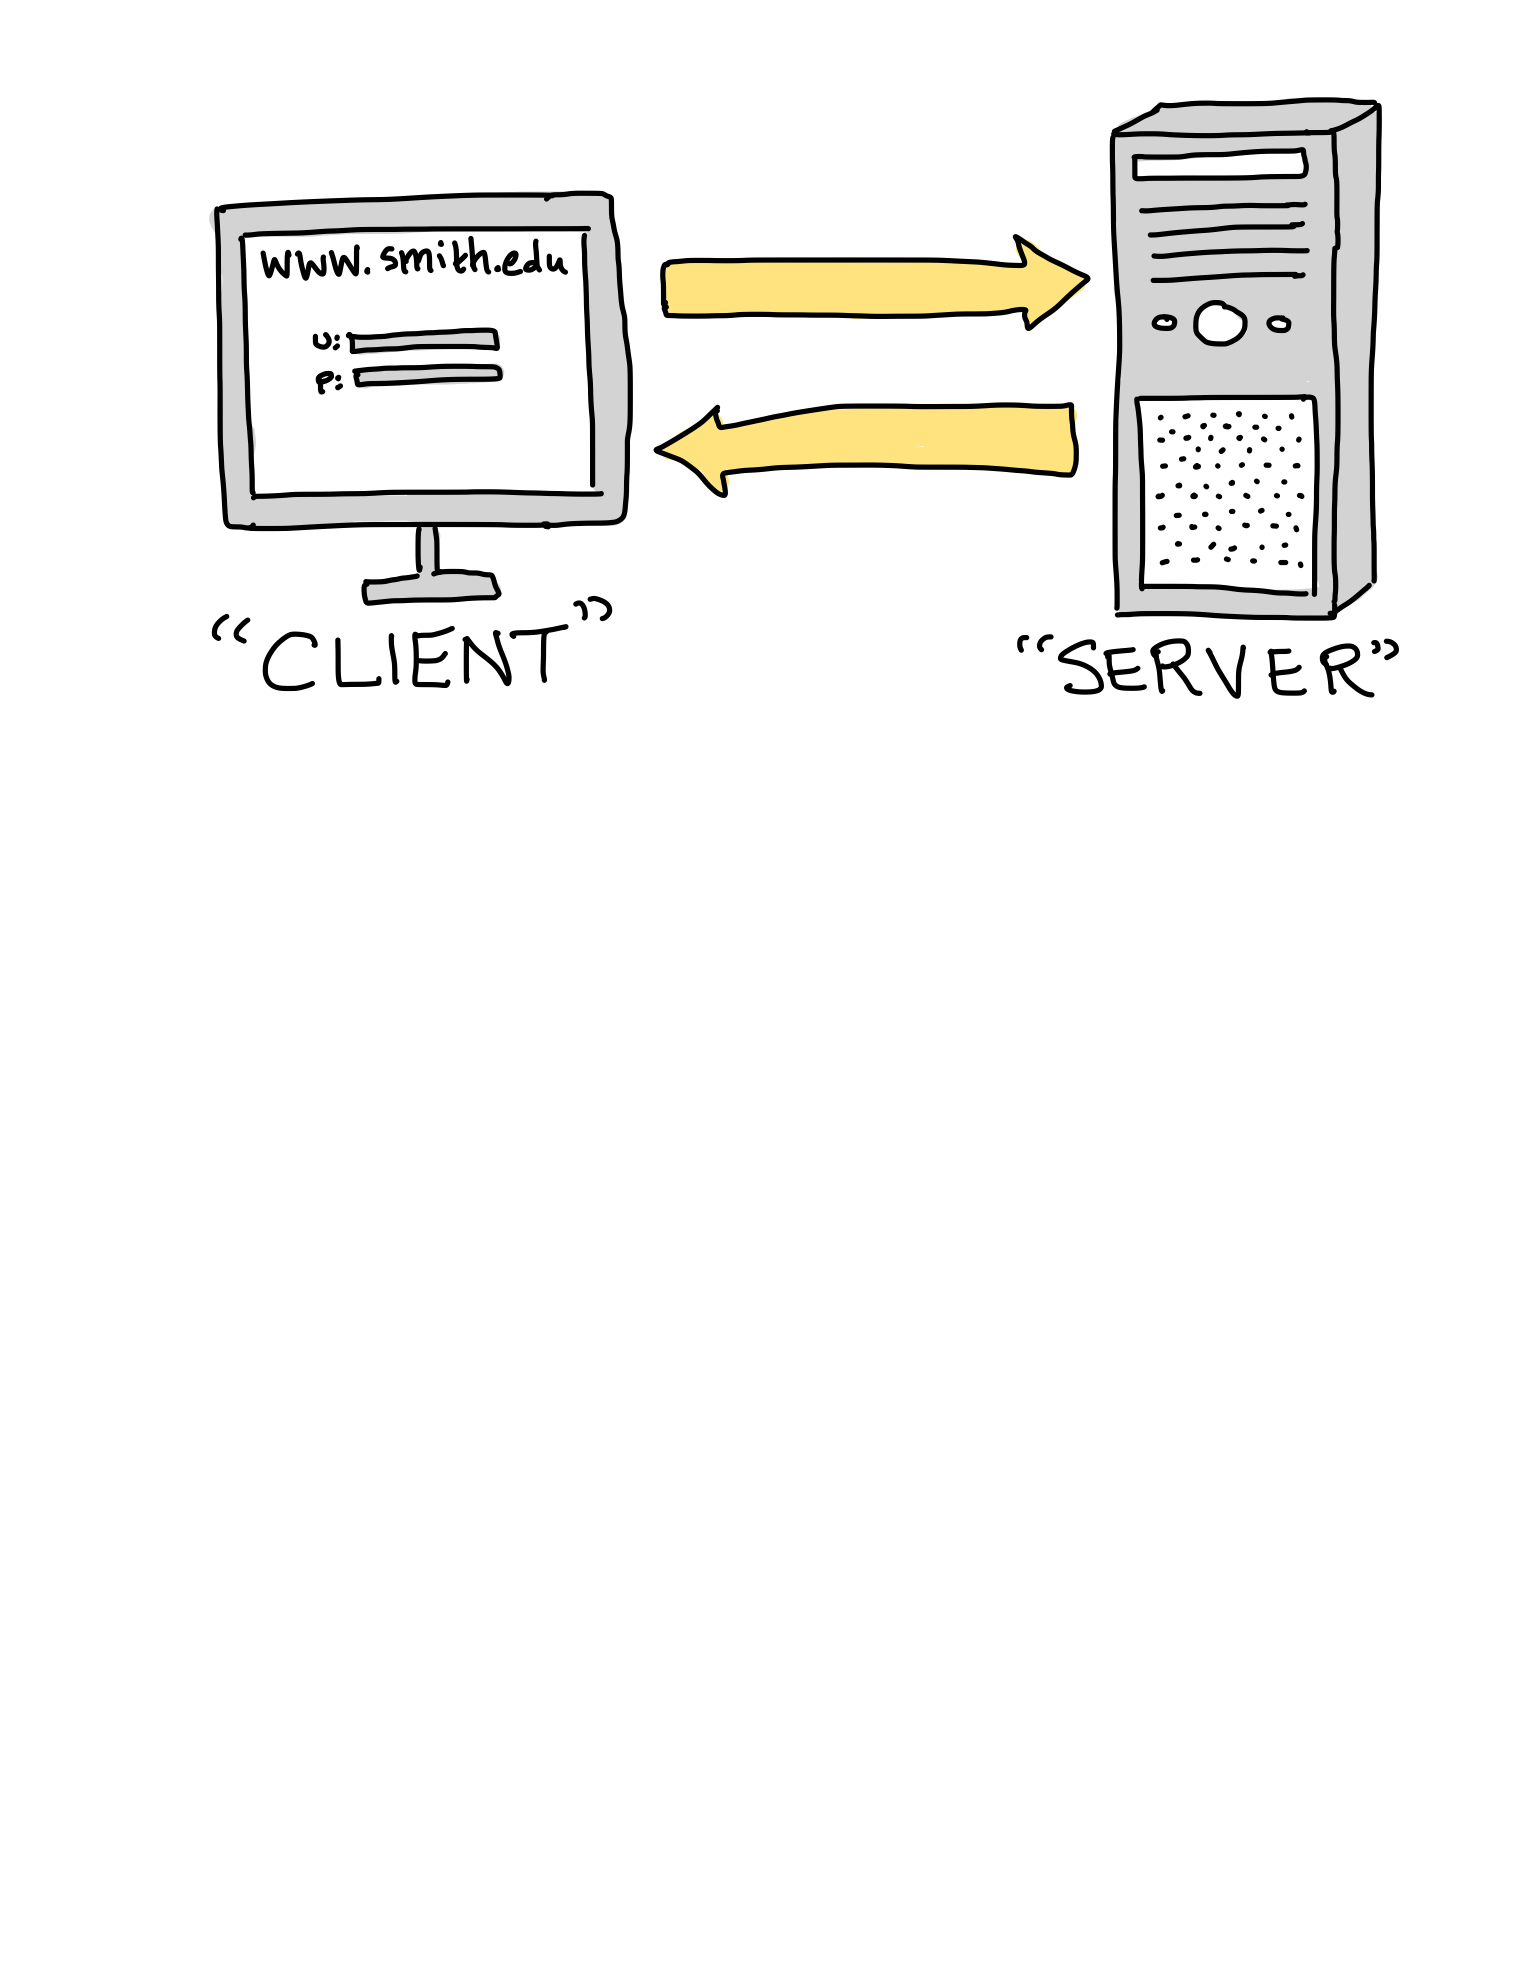 www.smith.edu
U:
P:
“CLIENT”
“SERVER”